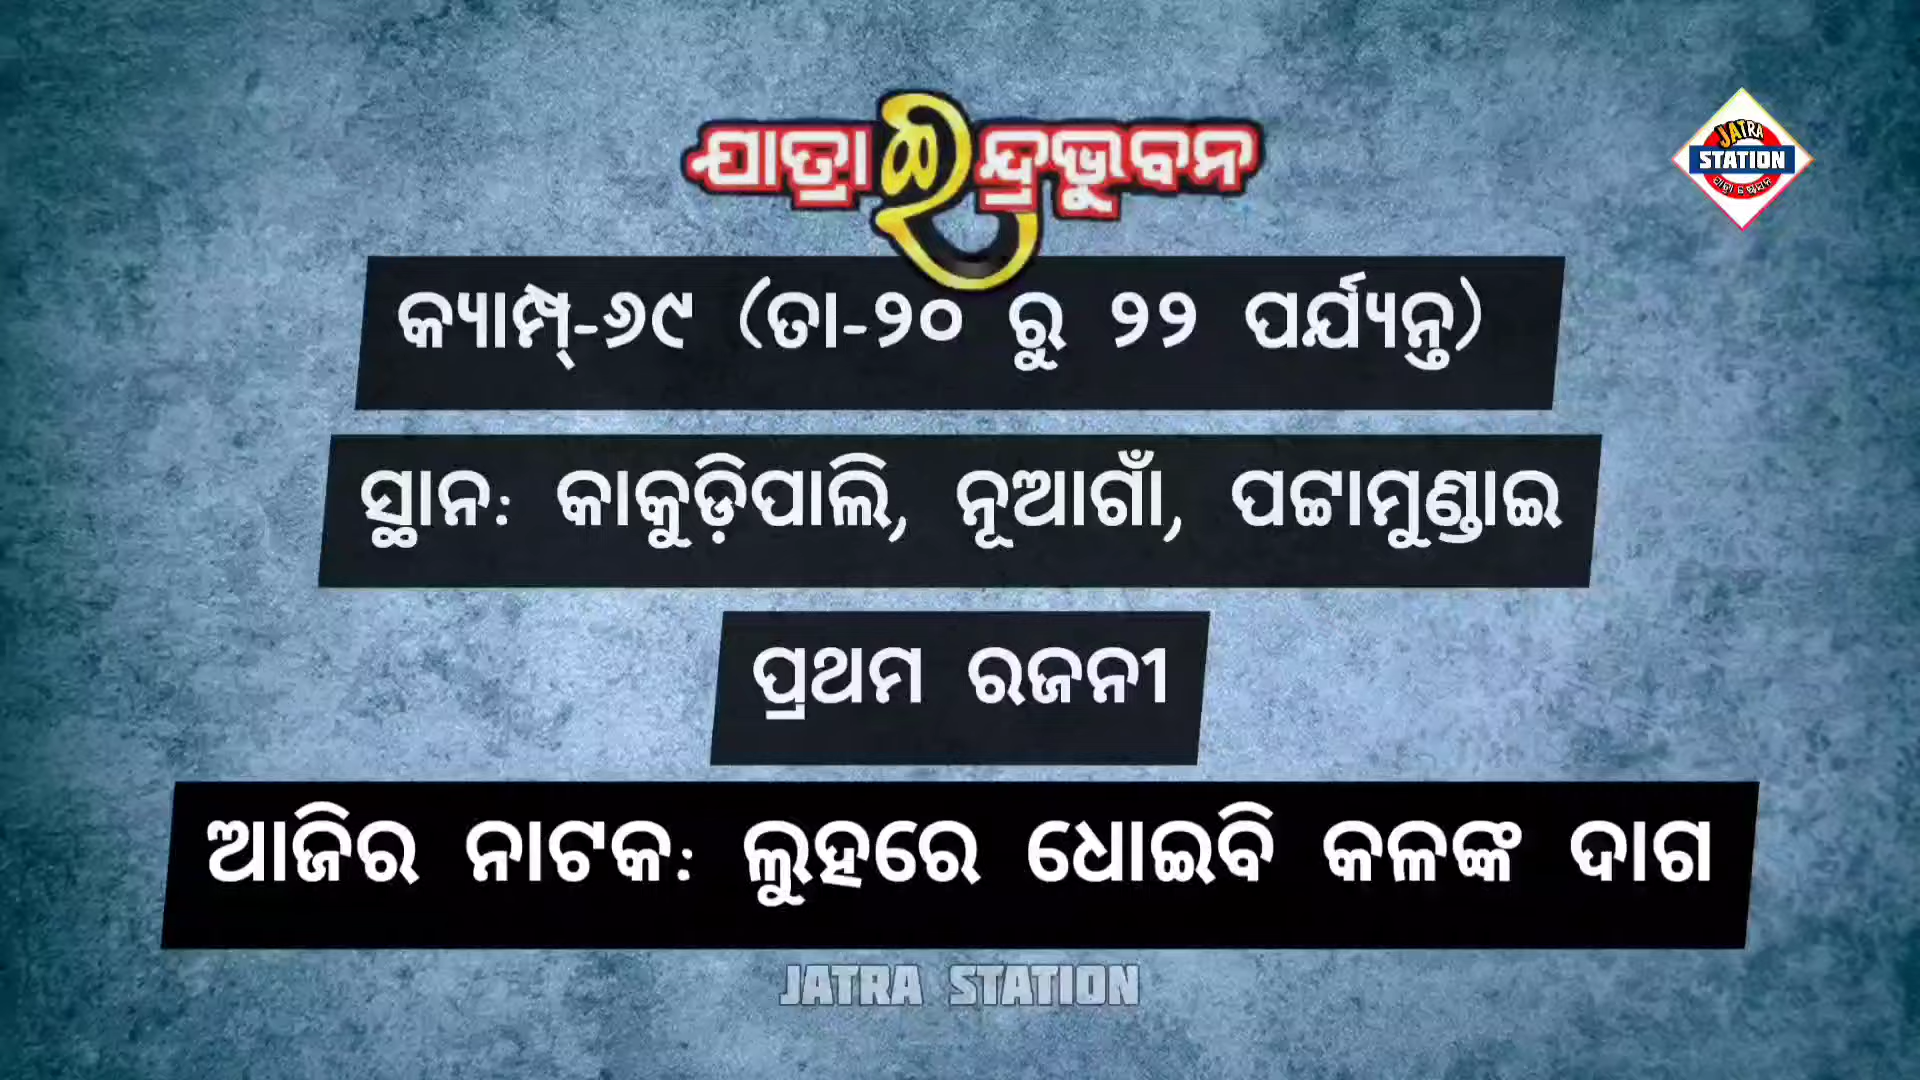 ଯାତ୍ରା ଇନ୍ଦ୍ରଭୁବନ
JATRA
STATION
କ୍ୟାମ୍ପ୍-୬୯ (ତା-୨୦ ରୁ ୨୨ ପର୍ଯ୍ୟନ୍ତ)
ସ୍ଥାନ: କାକୁଡ଼ିପାଲି, ନୂଆଗାଁ, ପଟ୍ଟାମୁଣ୍ଡାଇ
ପ୍ରଥମ ରଜନୀ
ଆଜିର ନାଟକ: ଲୁହରେ ଧୋଇବି କଳଙ୍କ ଦାଗ
JATRA STATION